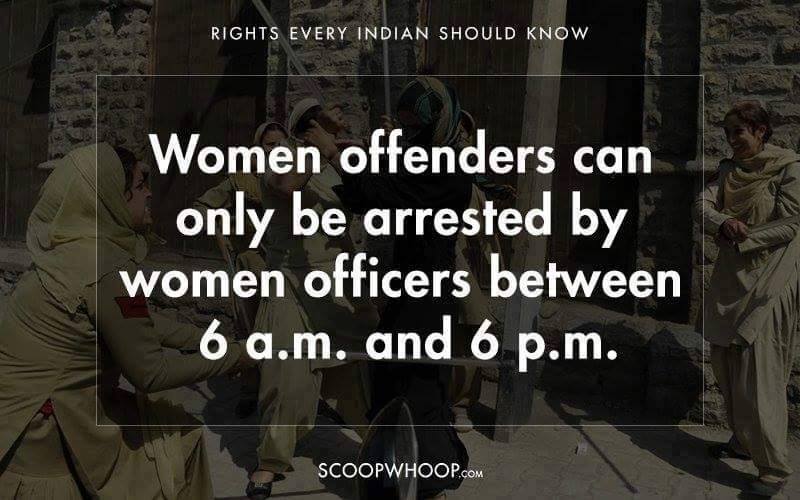 RIGHTS EVERY INDIAN SHOULD KNOW
Women offenders can
only be arrested by
women officers between
6 a.m. and 6 p.m.
SCOOPWHOOP.COM